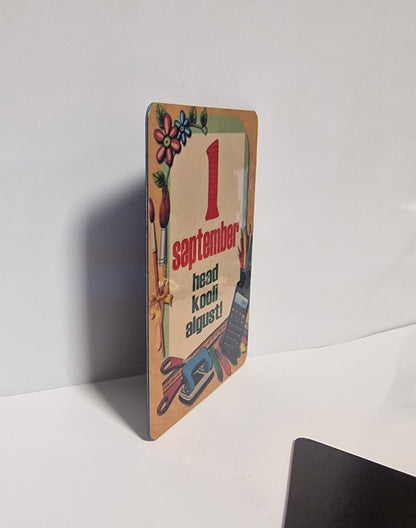 1
september
head
kooli
algust!